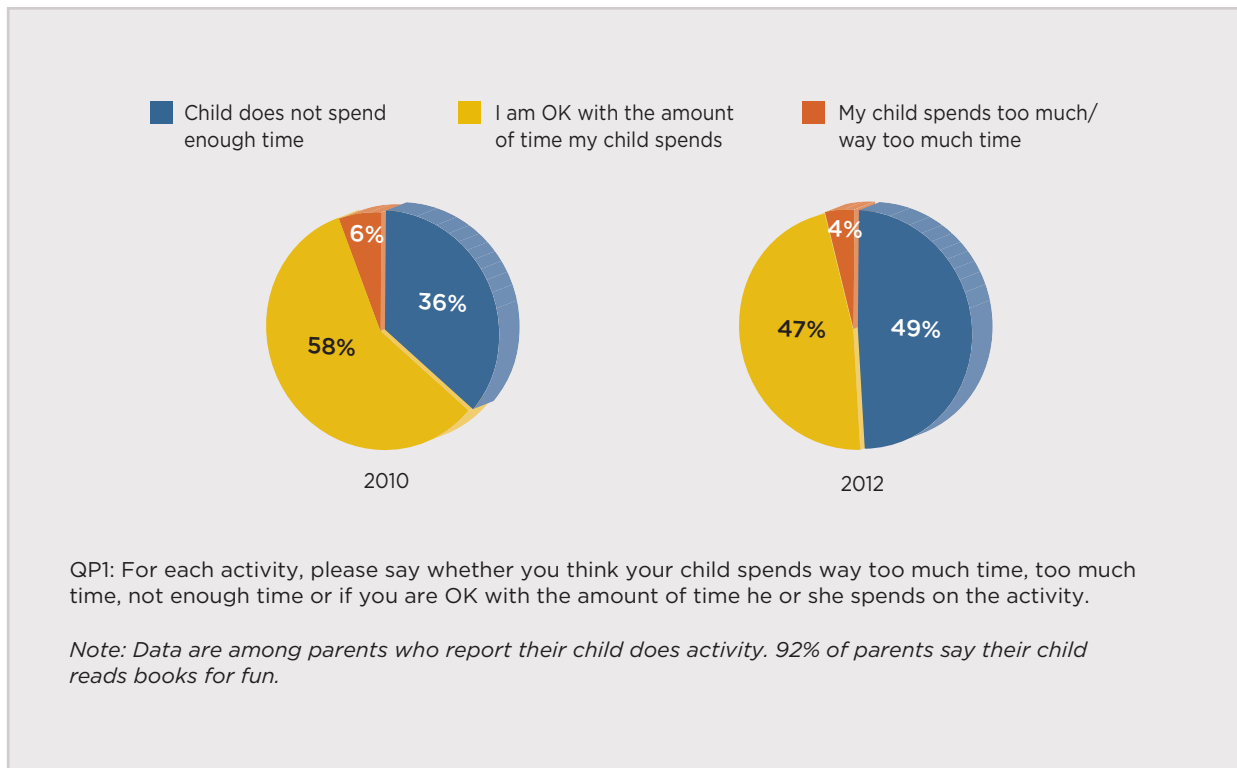 Child does not spend
enough time
I am OK with the amount
of time my child spends
My child spends too much/
way too much time
6%
36%
58%
2010
4%
47%
49%
2012
QP1: For each activity, please say whether you think your child spends way too much time, too much
time, not enough time or if you are OK with the amount of time he or she spends on the activity.
Note: Data are among parents who report their child does activity. 92% of parents say their child
reads books for fun.